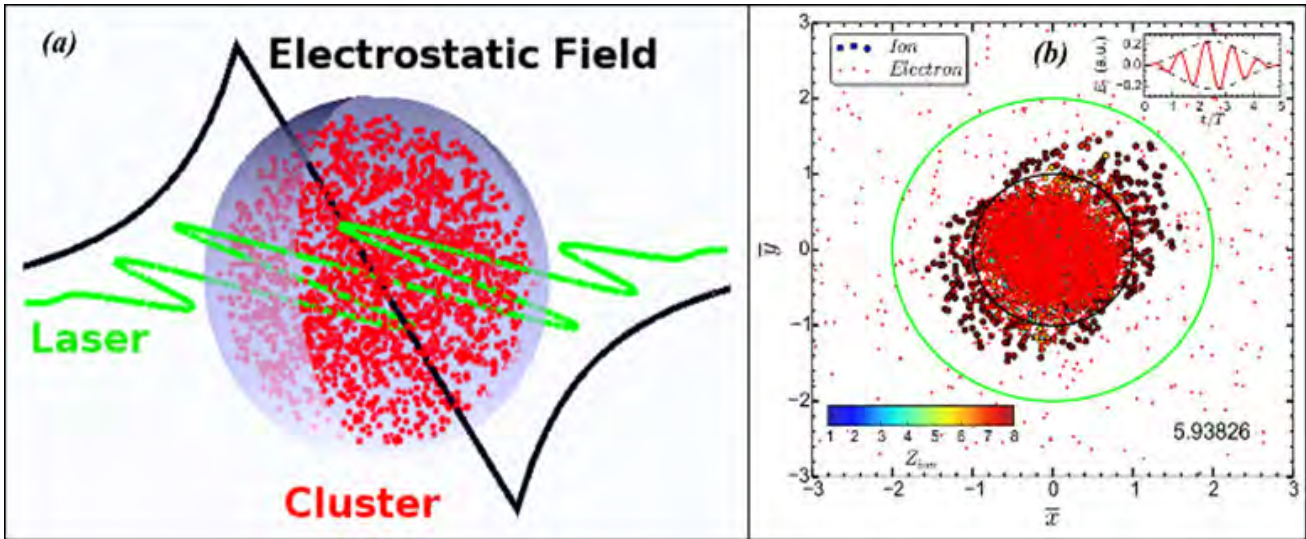 (a)
Electrostatic Field
Laser
Cluster
(b)
Ion
Electron
E_l (a.u.)
0.2
0.0
−0.2
0 1 2 3 4 5
t/T
3
2
1
0
−1
−2
−3
y̅
1 2 3 4 5 6 7 8
Z_ion
5.93826
−3 −2 −1 0 1 2 3
x̅